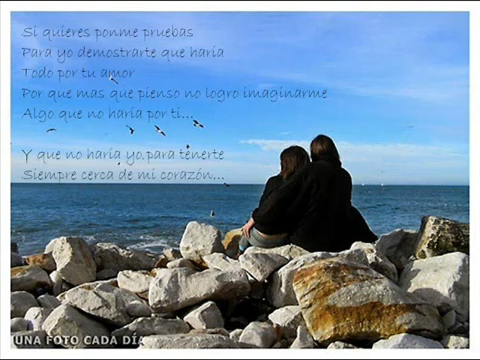 Si quieres ponme pruebas
Para yo demostrarte que haría
Todo por tu amor
Por que mas que pienso no logro imaginarme
Algo que no haría por ti...
Y que no haría yo para tenerte
Siempre cerca de mi corazón...
UNA FOTO CADA DÍA